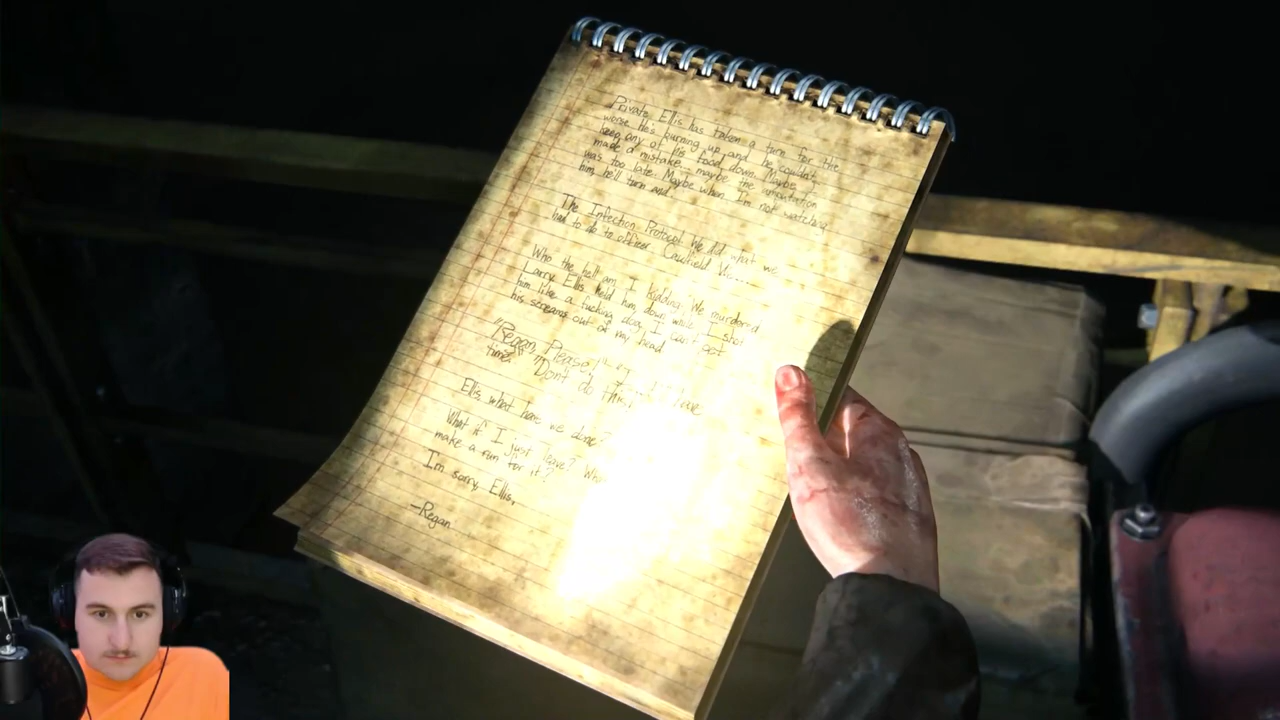 Private Ellis has taken a turn for the
worse. He's burning up and he couldn't
keep any of his food down. Maybe I
made a mistake... maybe the amputation
was too late. Maybe when I'm not watching
him, he'll turn and...
The Infection Protocol. We did what we
had to do to officer Caulfield. We....
Who the hell am I kidding. We murdered
Larry. Ellis held him down while I shot
him like a fucking dog. I can't get
his screams out of my head
"Regan, Please!" have
time" "Don't do this!
Ellis, what have we done?
What if I just leave?
make a run for it?
I'm sorry, Ellis,
-Regan